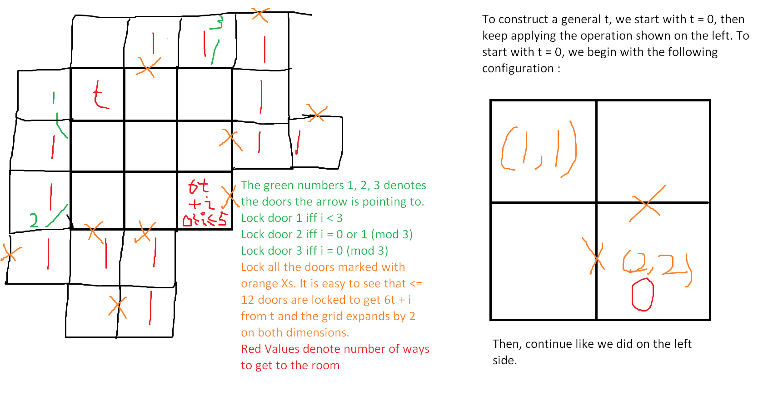 3
1
1
1
t
1
1
1
1
1
6t
+ i
0≤i≤5
1
2
1
1
1
1
The green numbers 1, 2, 3 denotes
the doors the arrow is pointing to.
Lock door 1 iff i < 3
Lock door 2 iff i = 0 or 1 (mod 3)
Lock door 3 iff i = 0 (mod 3)
Lock all the doors marked with
orange Xs. It is easy to see that <=
12 doors are locked to get 6t + i
from t and the grid expands by 2
on both dimensions.
Red Values denote number of ways
to get to the room
To construct a general t, we start with t = 0, then
keep applying the operation shown on the left. To
start with t = 0, we begin with the following
configuration :
(1,1)
X
X (2,2)
0
Then, continue like we did on the left
side.